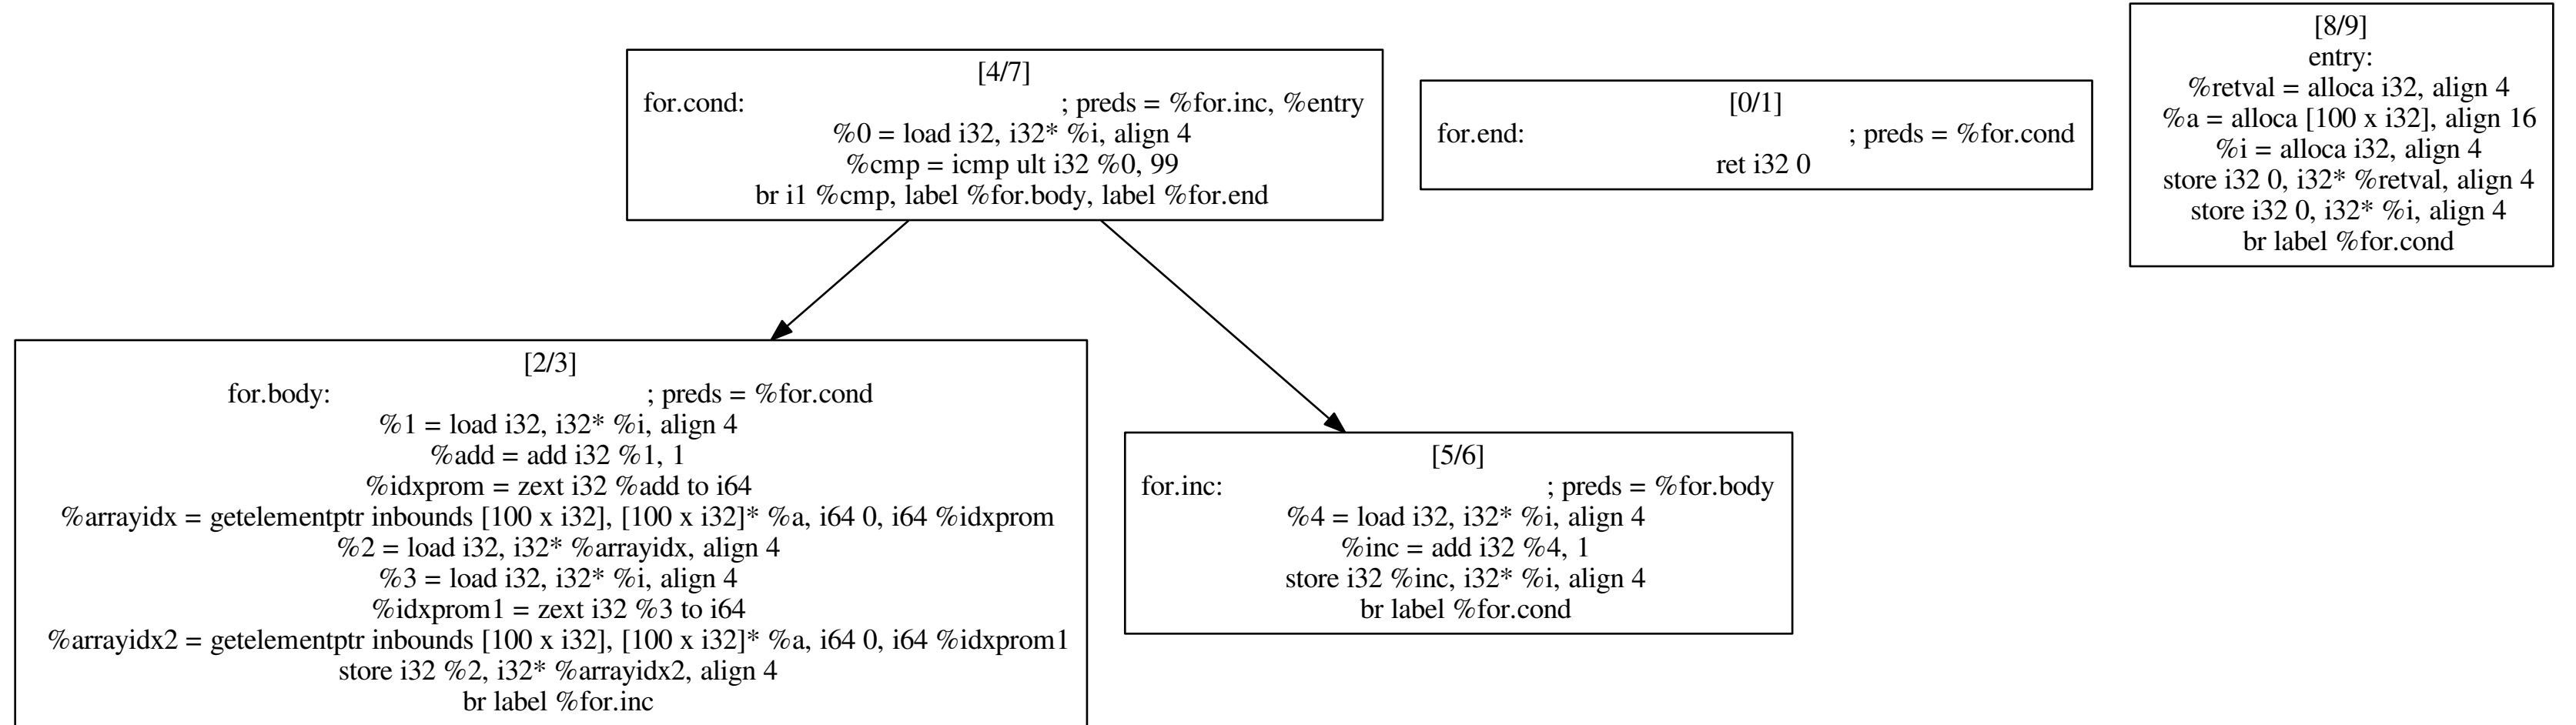 [4/7]
for.cond: ; preds = %for.inc, %entry
%0 = load i32, i32* %i, align 4
%cmp = icmp ult i32 %0, 99
br i1 %cmp, label %for.body, label %for.end
[0/1]
for.end: ; preds = %for.cond
ret i32 0
[8/9]
entry:
%retval = alloca i32, align 4
%a = alloca [100 x i32], align 16
%i = alloca i32, align 4
store i32 0, i32* %retval, align 4
store i32 0, i32* %i, align 4
br label %for.cond
[2/3]
for.body: ; preds = %for.cond
%1 = load i32, i32* %i, align 4
%add = add i32 %1, 1
%idxprom = zext i32 %add to i64
%arrayidx = getelementptr inbounds [100 x i32], [100 x i32]* %a, i64 0, i64 %idxprom
%2 = load i32, i32* %arrayidx, align 4
%3 = load i32, i32* %i, align 4
%idxprom1 = zext i32 %3 to i64
%arrayidx2 = getelementptr inbounds [100 x i32], [100 x i32]* %a, i64 0, i64 %idxprom1
store i32 %2, i32* %arrayidx2, align 4
br label %for.inc
[5/6]
for.inc: ; preds = %for.body
%4 = load i32, i32* %i, align 4
%inc = add i32 %4, 1
store i32 %inc, i32* %i, align 4
br label %for.cond